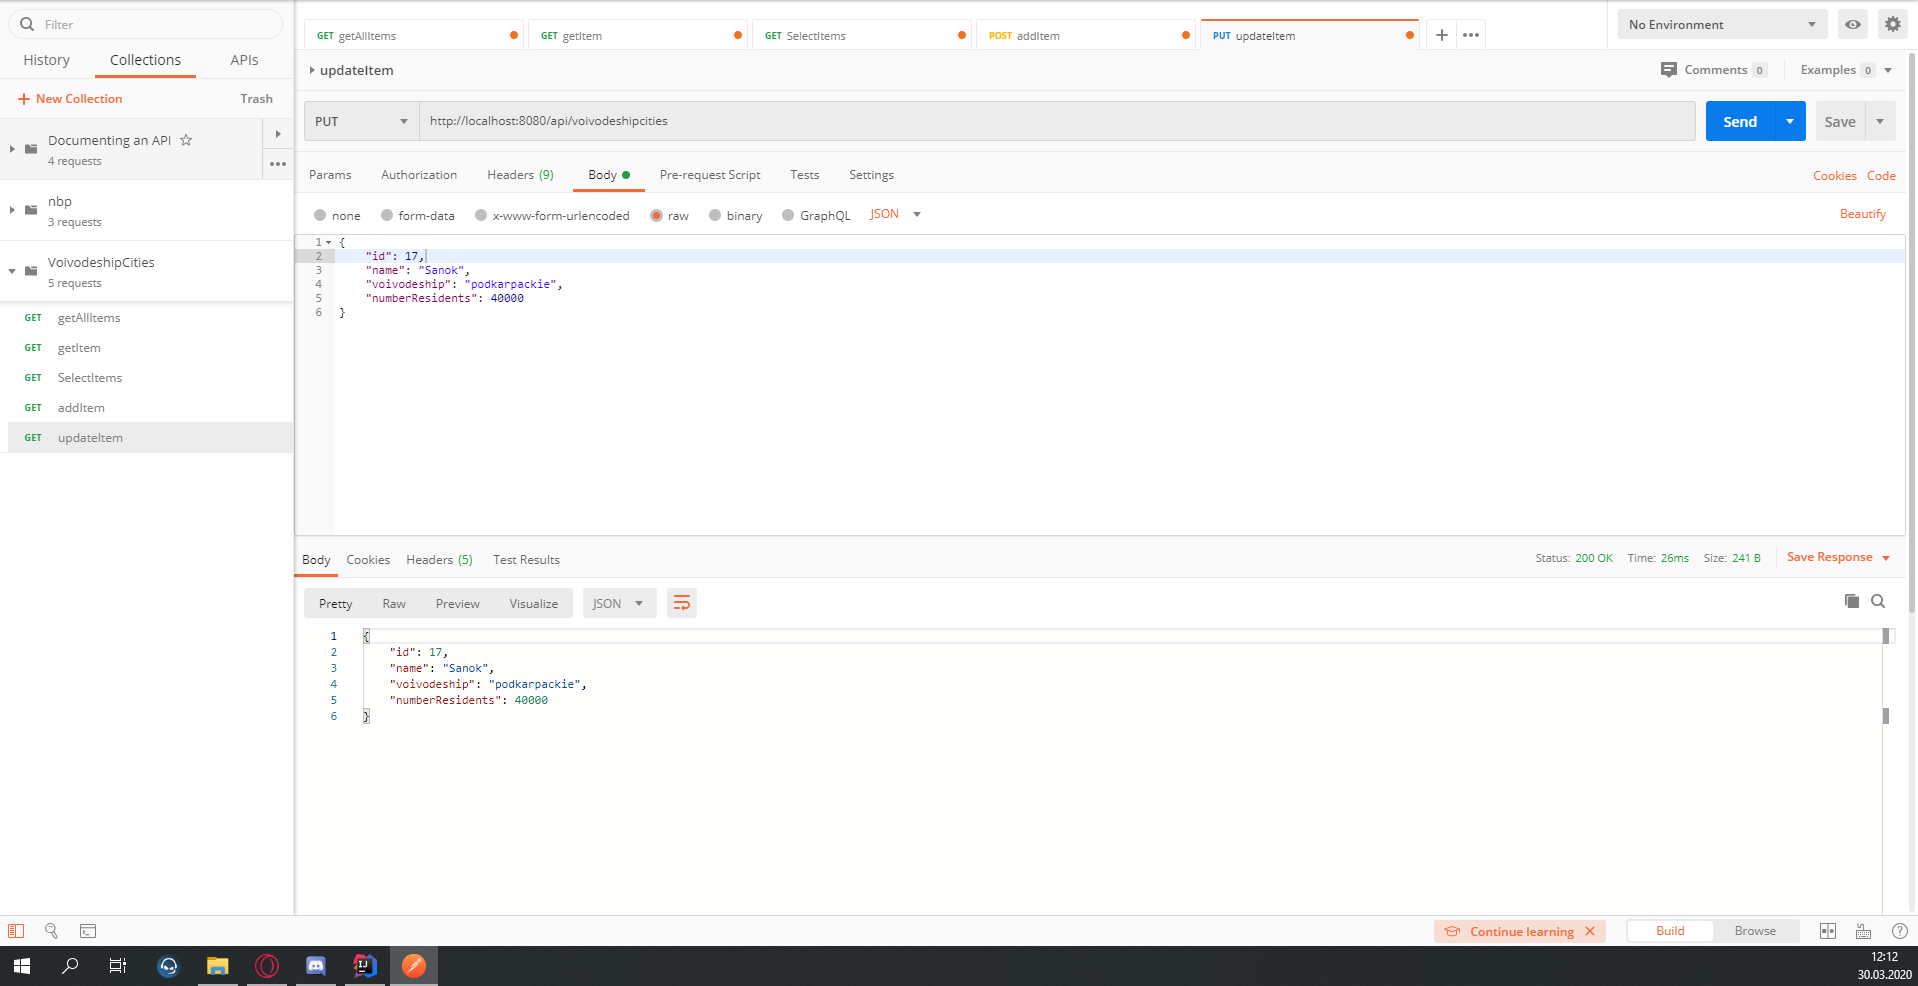 Filter
History Collections APIs
+ New Collection Trash
Documenting an API
4 requests
nbp
3 requests
VoivodeshipCities
5 requests
GET getAllItems
GET getItem
GET SelectItems
GET addItem
GET updateItem
GET getAllItems GET getItem GET SelectItems POST addItem PUT updateItem
No Environment
updateItem
Comments 0 Examples 0
PUT http://localhost:8080/api/voivodeshipcities Send Save
Params Authorization Headers (9) Body Pre-request Script Tests Settings Cookies Code
none form-data x-www-form-urlencoded raw binary GraphQL JSON Beautify
1 {
2 "id": 17,
3 "name": "Sanok",
4 "voivodeship": "podkarpackie",
5 "numberResidents": 40000
6 }
Body Cookies Headers (5) Test Results Status: 200 OK Time: 26ms Size: 241 B Save Response
Pretty Raw Preview Visualize JSON
1 {
2 "id": 17,
3 "name": "Sanok",
4 "voivodeship": "podkarpackie",
5 "numberResidents": 40000
6 }
Continue learning Build Browse
12:12
30.03.2020